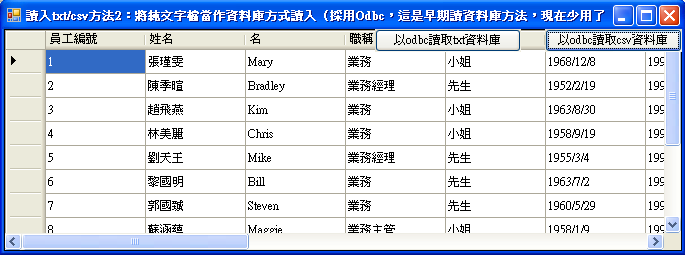 讀入txt/csv方法2：將純文字檔當作資料庫方式讀入（採用Odbc，這是早期讀資料庫方法，現在少用了
員工編號 姓名 名 職稱 以odbc讀取txt資料庫 以odbc讀取csv資料庫
1 張瑾雯 Mary 業務 小姐 1968/12/8 199
2 陳季暄 Bradley 業務經理 先生 1952/2/19 199
3 趙飛燕 Kim 業務 小姐 1963/8/30 199
4 林美麗 Chris 業務 小姐 1958/9/19 199
5 劉天王 Mike 業務經理 先生 1955/3/4 199
6 黎國明 Bill 業務 先生 1963/7/2 199
7 郭國臹 Steven 業務 先生 1960/5/29 199
8 蘇涵蘊 Maggie 業務主管 小姐 1958/1/9 199